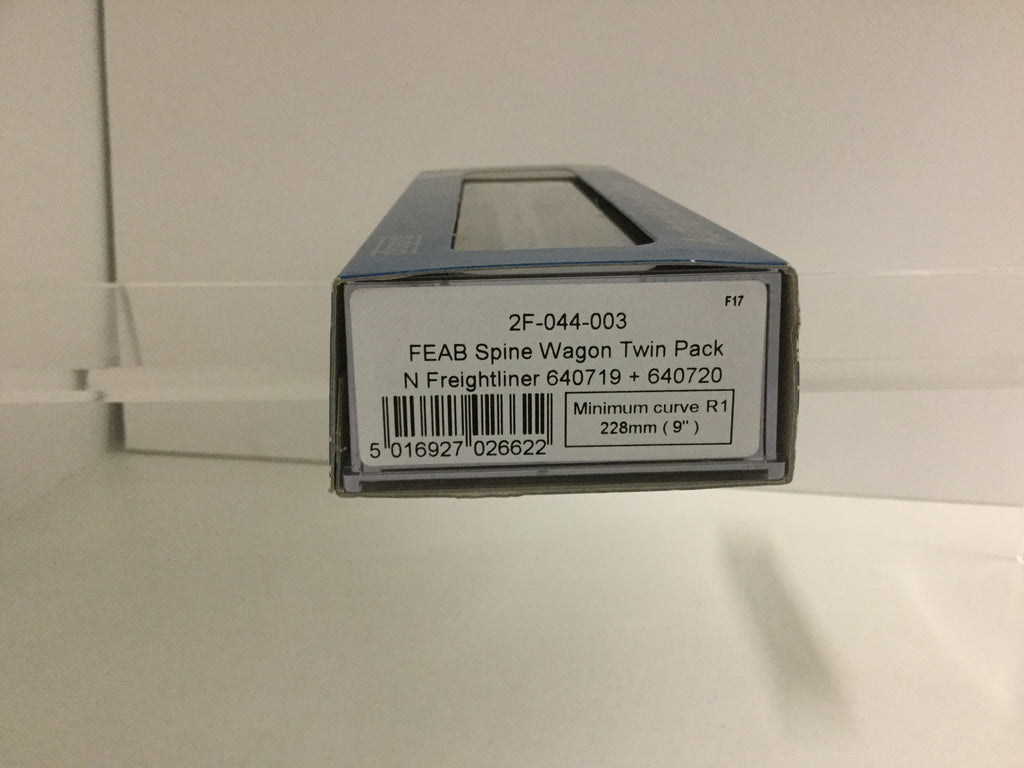 F17
2F-044-003
FEAB Spine Wagon Twin Pack
N Freightliner 640719 + 640720
Minimum curve R1
228mm ( 9" )
5 016927 026622